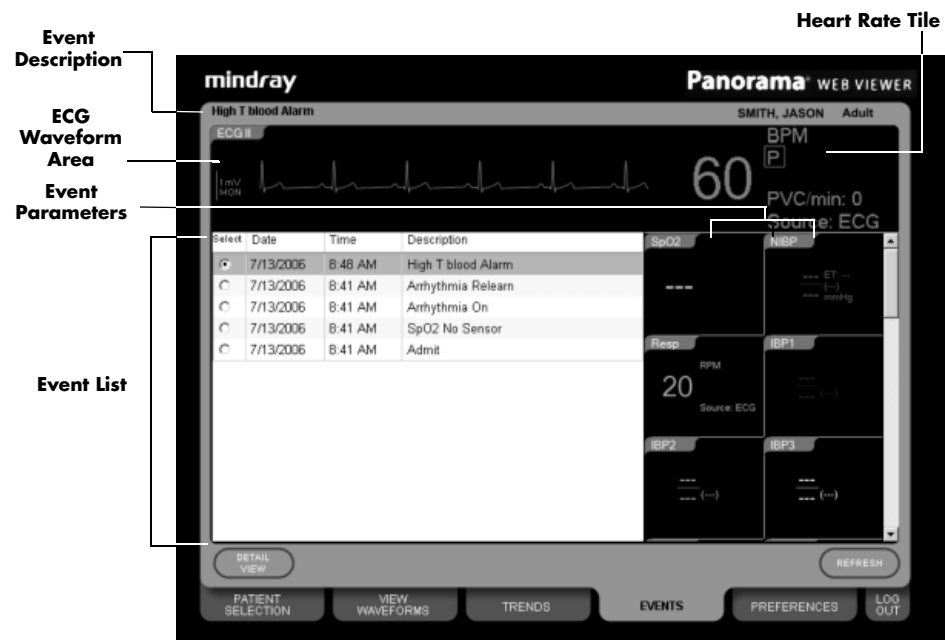 Heart Rate Tile
Event
Description
mindray
Panorama WEB VIEWER
High T blood Alarm
SMITH, JASON Adult
ECG
Waveform
Area
ECG II
1mV
MON
60
BPM
P
PVC/min: 0
Source: ECG
Event
Parameters
Select Date Time Description
7/13/2006 8:48 AM High T blood Alarm
7/13/2006 8:41 AM Arrhythmia Relearn
7/13/2006 8:41 AM Arrhythmia On
7/13/2006 8:41 AM SpO2 No Sensor
7/13/2006 8:41 AM Admit
SpO2
---
NIBP
--- ET: --
--- (--)
--- mmHg
Resp
RPM
20
Source: ECG
IBP1
---
--- (--)
IBP2
---
--- (---)
IBP3
---
--- (---)
Event List
DETAIL
VIEW
REFRESH
PATIENT
SELECTION
VIEW
WAVEFORMS
TRENDS
EVENTS
PREFERENCES
LOG
OUT